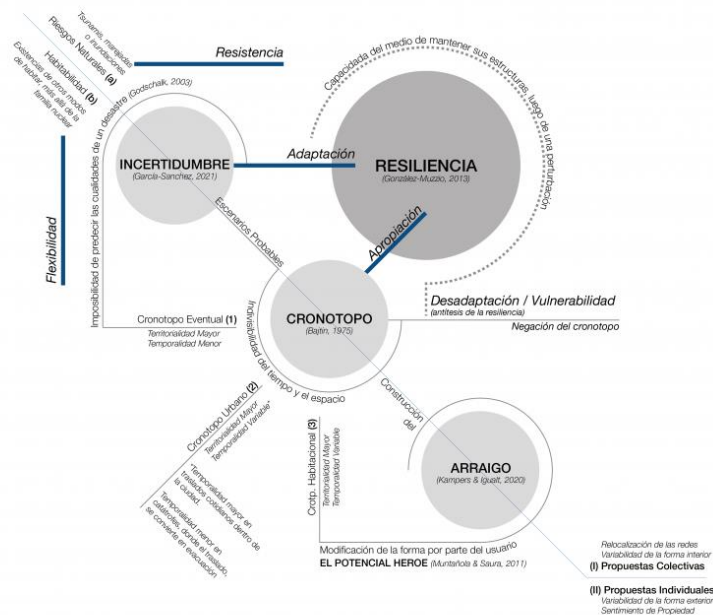 Riesgos Naturales (a)
Tsunamis, marejadas
o inundaciones
Habitabilidad (b)
Existencias de otros modos
de habitar, más allá de la
familia nuclear
Resistencia
Flexibilidad
Imposibilidad de predecir las cualidades de un desastre (Godschalk, 2003)
INCERTIDUMBRE
(García-Sanchez, 2021)
Adaptación
Capacidada del medio de mantener sus estructuras, luego de una perturbación
RESILIENCIA
(González-Muzzio, 2013)
Apropiación
Escenarios Probables
Desadaptación / Vulnerabilidad
(antítesis de la resiliencia)
Negación del cronotopo
CRONOTOPO
(Bajtin, 1975)
Indivisibilidad del tiempo y el espacio
Cronotopo Eventual (1)
Territorialidad Mayor
Temporalidad Menor
Cronotopo Urbano (2)
Territorialidad Mayor
Temporalidad Variable*
*Temporalidad mayor en
traslados cotidianos dentro de
la ciudad.
Temporalidad menor en
catátrofes, donde el traslado,
se convierte en evacuación
Crotp. Habitacional (3)
Territorialidad Mayor
Temporalidad Variable
Construcción
del
ARRAIGO
(Kampers & Igualt, 2020)
Modificación de la forma por parte del usuario
EL POTENCIAL HEROE (Muntañola & Saura, 2011)
Relocalización de las redes
Variabilidad de la forma interior
(I) Propuestas Colectivas
(II) Propuestas Individuales
Variabilidad de la forma exterior
Sentimiento de Propiedad